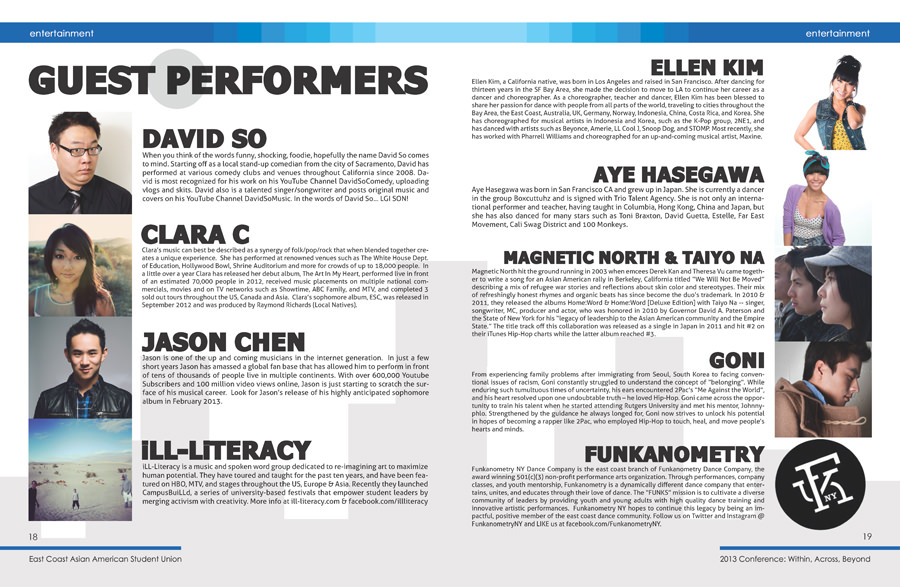 entertainment
GUEST PERFORMERS
DAVID SO
When you think of the words funny, shocking, foodie, hopefully the name David So comes
to mind. Starting off as a local stand-up comedian from the city of Sacramento, David has
performed at various comedy clubs and venues throughout California since 2008. Da-
vid is most recognized for his work on his YouTube Channel DavidSoComedy, uploading
vlogs and skits. David also is a talented singer/songwriter and posts original music and
covers on his YouTube Channel DavidSoMusic. In the words of David So... LGI SON!
CLARA C
Clara's music can best be described as a synergy of folk/pop/rock that when blended together cre-
ates a unique experience. She has performed at renowned venues such as The White House Dept.
of Education, Hollywood Bowl, Shrine Auditorium and more for crowds of up to 18,000 people. In
a little over a year Clara has released her debut album, The Art In My Heart, performed live in front
of an estimated 70,000 people in 2012, received music placements on multiple national com-
mercials, movies and on TV networks such as Showtime, ABC Family, and MTV, and completed 3
sold out tours throughout the US, Canada and Asia. Clara's sophomore album, ESC, was released in
September 2012 and was produced by Raymond Richards (Local Natives).
JASON CHEN
Jason is one of the up and coming musicians in the internet generation. In just a few
short years Jason has amassed a global fan base that has allowed him to perform in front
of tens of thousands of people live in multiple continents. With over 600,000 Youtube
Subscribers and 100 million video views online, Jason is just starting to scratch the sur-
face of his musical career. Look for Jason's release of his highly anticipated sophomore
album in February 2013.
iLL-LITERACY
iLL-Literacy is a music and spoken word group dedicated to re-imagining art to maximize
human potential. They have toured and taught for the past ten years, and have been fea-
tured on HBO, MTV, and stages throughout the US, Europe & Asia. Recently they launched
CampusBuiLLd, a series of university-based festivals that empower student leaders by
merging activism with creativity. More info at ill-literacy.com & facebook.com/illliteracy
18
East Coast Asian American Student Union
entertainment
ELLEN KIM
Ellen Kim, a California native, was born in Los Angeles and raised in San Francisco. After dancing for
thirteen years in the SF Bay Area, she made the decision to move to LA to continue her career as a
dancer and choreographer. As a choreographer, teacher and dancer, Ellen Kim has been blessed to
share her passion for dance with people from all parts of the world, traveling to cities throughout the
Bay Area, the East Coast, Australia, UK, Germany, Norway, Indonesia, China, Costa Rica, and Korea. She
has choreographed for musical artists in Indonesia and Korea, such as the K-Pop group, 2NE1, and
has danced with artists such as Beyonce, Amerie, LL Cool J, Snoop Dog, and STOMP. Most recently, she
has worked with Pharrell Williams and choreographed for an up-and-coming musical artist, Maxine.
AYE HASEGAWA
Aye Hasegawa was born in San Francisco CA and grew up in Japan. She is currently a dancer
in the group Boxcuttuhz and is signed with Trio Talent Agency. She is not only an interna-
tional performer and teacher, having taught in Columbia, Hong Kong, China and Japan, but
she has also danced for many stars such as Toni Braxton, David Guetta, Estelle, Far East
Movement, Cali Swag District and 100 Monkeys.
MAGNETIC NORTH & TAIYO NA
Magnetic North hit the ground running in 2003 when emcees Derek Kan and Theresa Vu came togeth-
er to write a song for an Asian American rally in Berkeley, California titled "We Will Not Be Moved"
describing a mix of refugee war stories and reflections about skin color and stereotypes. Their mix
of refreshingly honest rhymes and organic beats has since become the duo's trademark. In 2010 &
2011, they released the albums Home:Word & Home:Word [Deluxe Edition] with Taiyo Na -- singer,
songwriter, MC, producer and actor, who was honored in 2010 by Governor David A. Paterson and
the State of New York for his "legacy of leadership to the Asian American community and the Empire
State." The title track off this collaboration was released as a single in Japan in 2011 and hit #2 on
their iTunes Hip-Hop charts while the latter album reached #3.
GONI
From experiencing family problems after immigrating from Seoul, South Korea to facing conven-
tional issues of racism, Goni constantly struggled to understand the concept of "belonging". While
enduring such tumultuous times of uncertainty, his ears encountered 2Pac's "Me Against the World",
and his heart resolved upon one undoubtable truth – he loved Hip-Hop. Goni came across the oppor-
tunity to train his talent when he started attending Rutgers University and met his mentor, Johnny-
phlo. Strengthened by the guidance he always longed for, Goni now strives to unlock his potential
in hopes of becoming a rapper like 2Pac, who employed Hip-Hop to touch, heal, and move people's
hearts and minds.
FUNKANOMETRY
Funkanometry NY Dance Company is the east coast branch of Funkanometry Dance Company, the
award winning 501(c)(3) non-profit performance arts organization. Through performances, company
classes, and youth mentorship, Funkanometry is a dynamically different dance company that enter-
tains, unites, and educates through their love of dance. The "FUNKS" mission is to cultivate a diverse
community of leaders by providing youth and young adults with high quality dance training and
innovative artistic performances. Funkanometry NY hopes to continue this legacy by being an im-
pactful, positive member of the east coast dance community. Follow us on Twitter and Instagram @
FunkanometryNY and LIKE us at facebook.com/FunkanometryNY.
NY
19
2013 Conference: Within, Across, Beyond